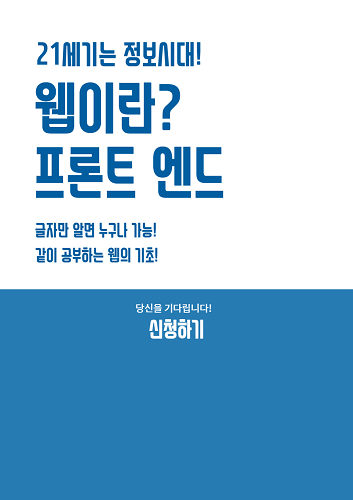 21세기는 정보시대!
웹이란?
프론트 엔드
글자만 알면 누구나 가능!
같이 공부하는 웹의 기초!
당신을 기다립니다!
신청하기